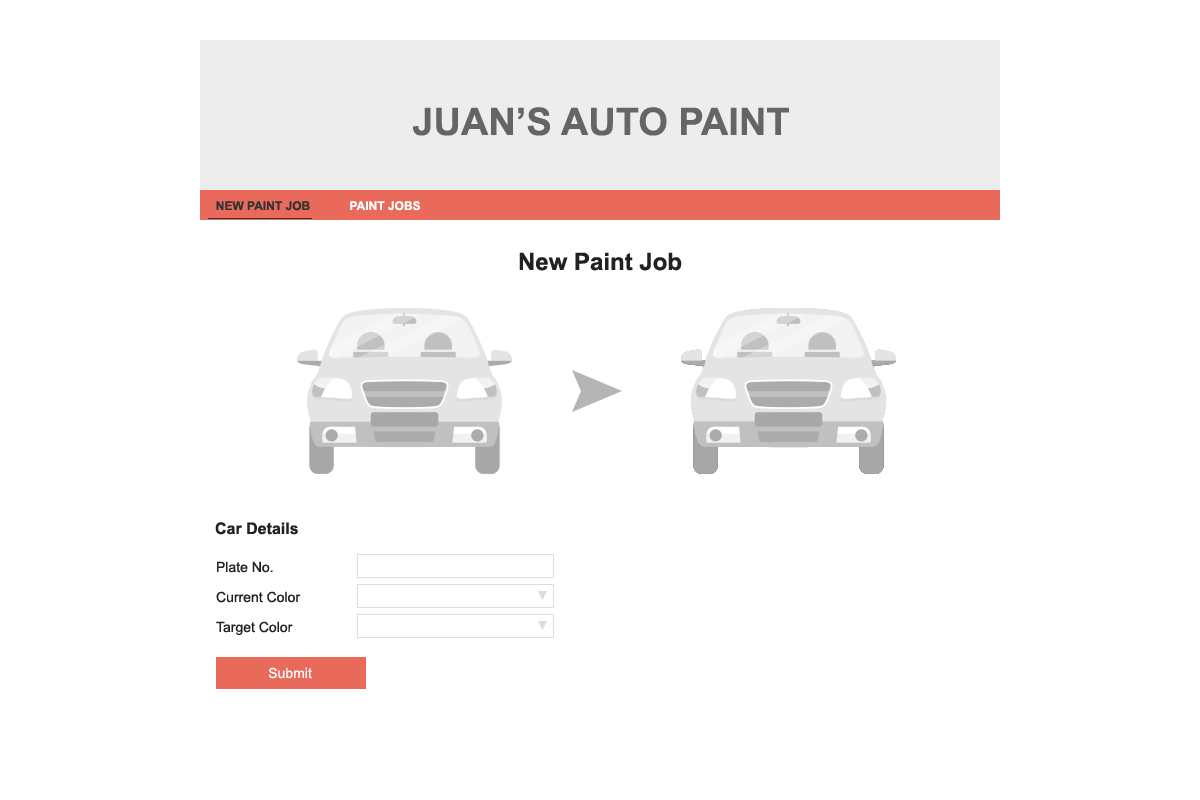 JUAN’S AUTO PAINT
NEW PAINT JOB PAINT JOBS
New Paint Job
Car Details
Plate No.
Current Color
Target Color
Submit